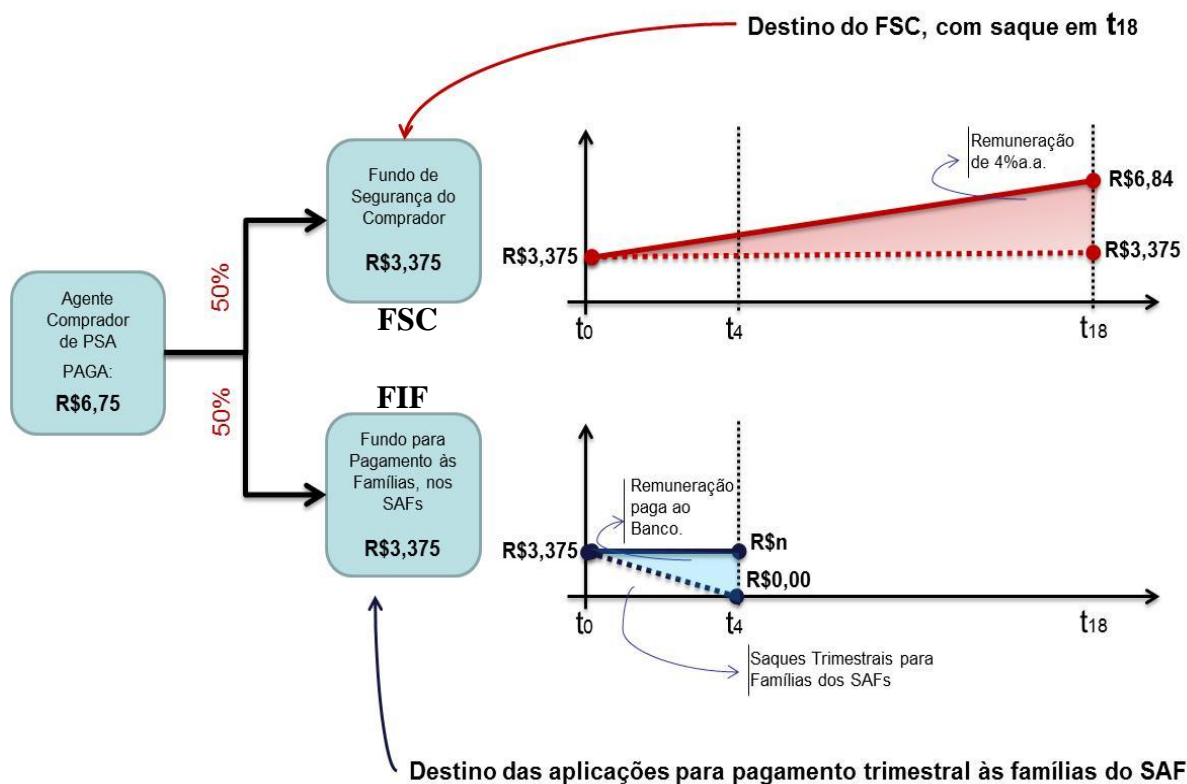 Destino do FSC, com saque em t18
Fundo de
Segurança do
Comprador
R$3,375
FSC
Remuneração
de 4%a.a.
R$6,84
R$3,375
R$3,375
t0
t4
t18
50%
50%
Agente
Comprador
de PSA
PAGA:
R$6,75
FIF
Fundo para
Pagamento às
Famílias, nos
SAFs
R$3,375
Remuneração
paga ao
Banco.
R$3,375
R$n
R$0,00
t0
t4
t18
Saques Trimestrais para
Famílias dos SAFs
Destino das aplicações para pagamento trimestral às famílias do SAF